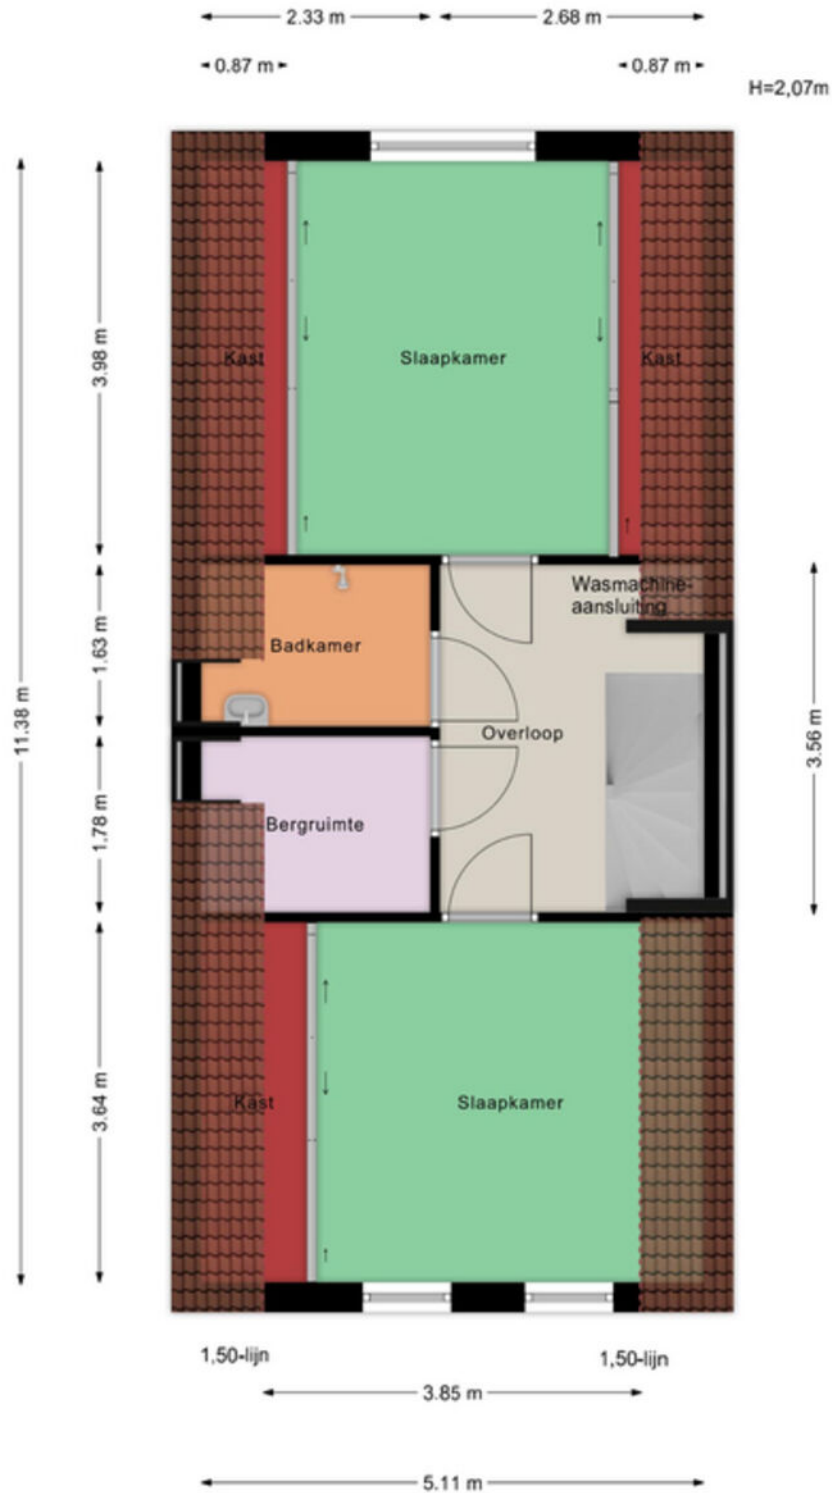 2.33 m
2.68 m
0.87 m
0.87 m
H=2,07m
3.98 m
Kast
Slaapkamer
Kast
Wasmachine-
aansluiting
1.63 m
Badkamer
11.38 m
Overloop
3.56 m
1.78 m
Bergruimte
3.64 m
Kast
Slaapkamer
1,50-lijn
1,50-lijn
3.85 m
5.11 m